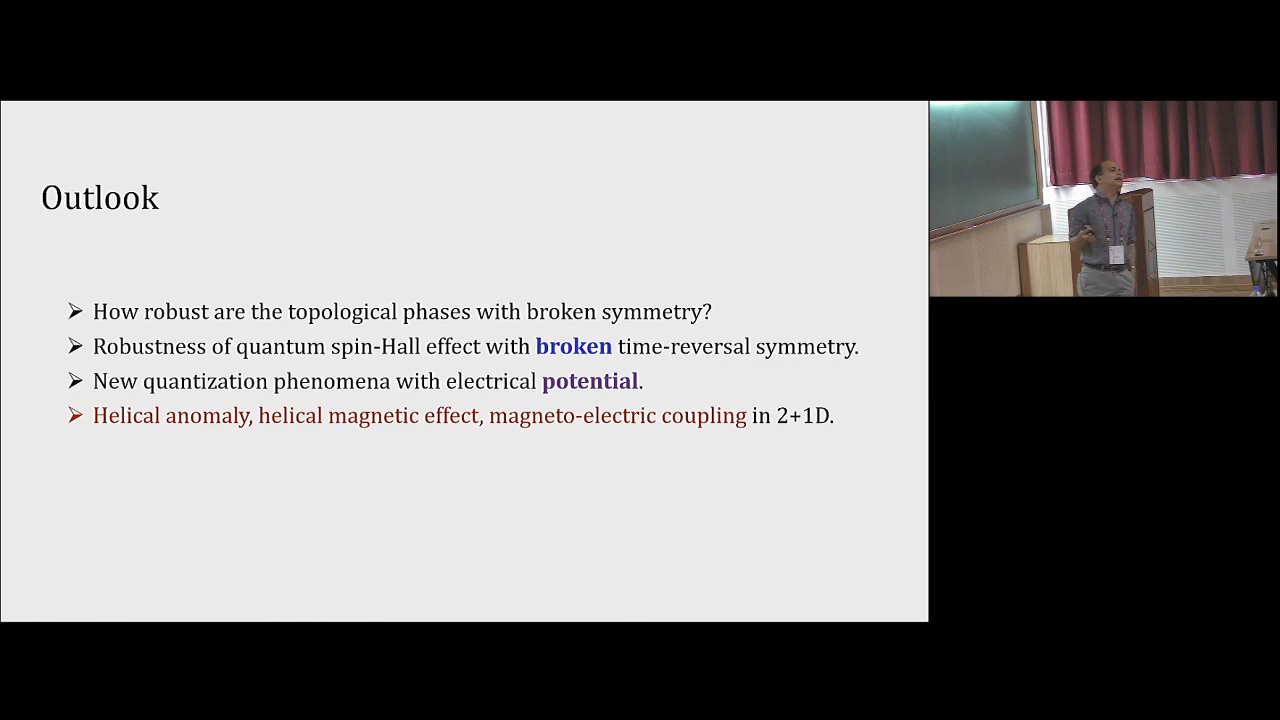 Outlook
➢ How robust are the topological phases with broken symmetry?
➢ Robustness of quantum spin-Hall effect with broken time-reversal symmetry.
➢ New quantization phenomena with electrical potential.
➢ Helical anomaly, helical magnetic effect, magneto-electric coupling in 2+1D.